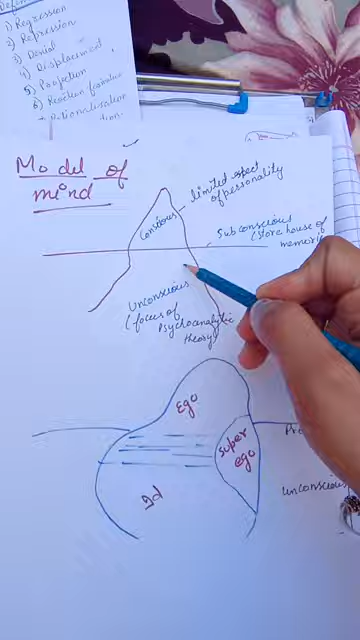 1) Regression
2) Repression
3) Denial
4) Displacement
5) Projection
6) Reaction formation
Rationalization
Model of
mind
Conscious
limited aspect
of personality
Subconscious
(Store house of
Unconscious
(focus of
Psychoanalytic
theory)
Ego
Super
ego
Id
Unconscious